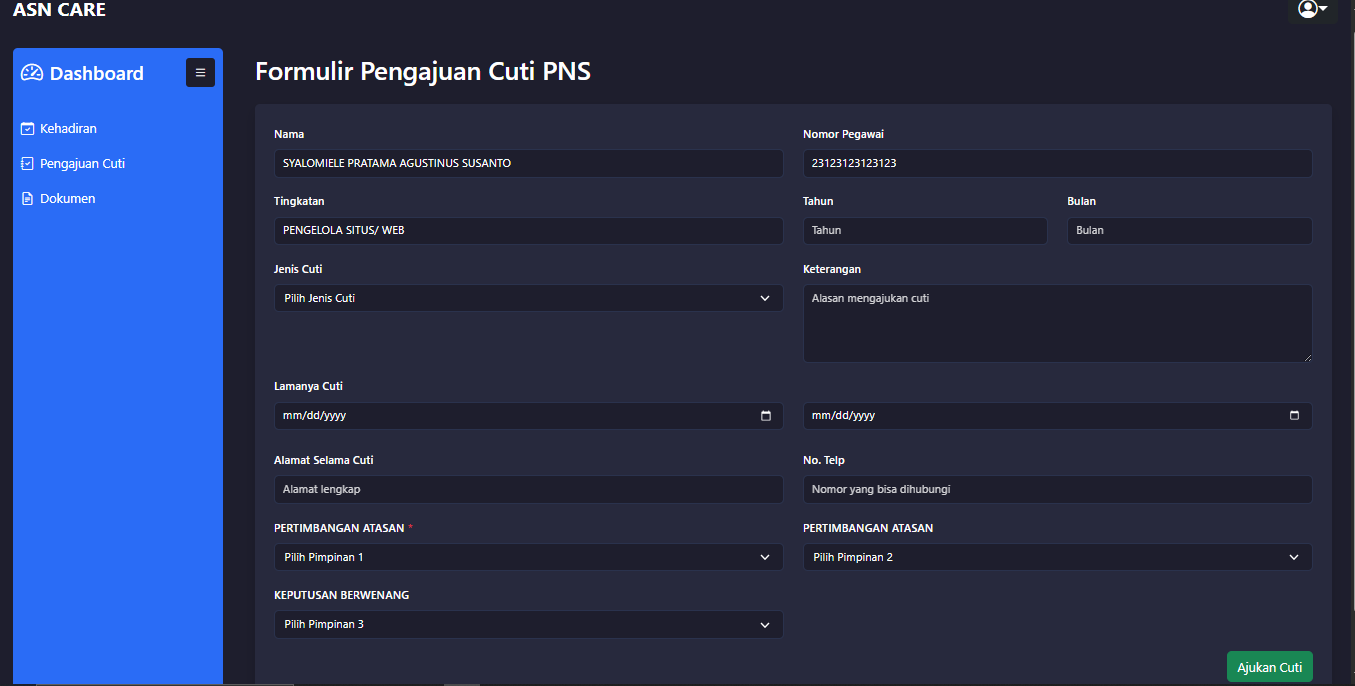 ASN CARE
Dashboard
Kehadiran
Pengajuan Cuti
Dokumen
Formulir Pengajuan Cuti PNS
Nama
Nomor Pegawai
SYALOMIELE PRATAMA AGUSTINUS SUSANTO
23123123123123
Tingkatan
Tahun
Bulan
PENGELOLA SITUS/ WEB
Tahun
Bulan
Jenis Cuti
Keterangan
Pilih Jenis Cuti
Alasan mengajukan cuti
Lamanya Cuti
mm/dd/yyyy
mm/dd/yyyy
Alamat Selama Cuti
No. Telp
Alamat lengkap
Nomor yang bisa dihubungi
PERTIMBANGAN ATASAN *
PERTIMBANGAN ATASAN
Pilih Pimpinan 1
Pilih Pimpinan 2
KEPUTUSAN BERWENANG
Pilih Pimpinan 3
Ajukan Cuti